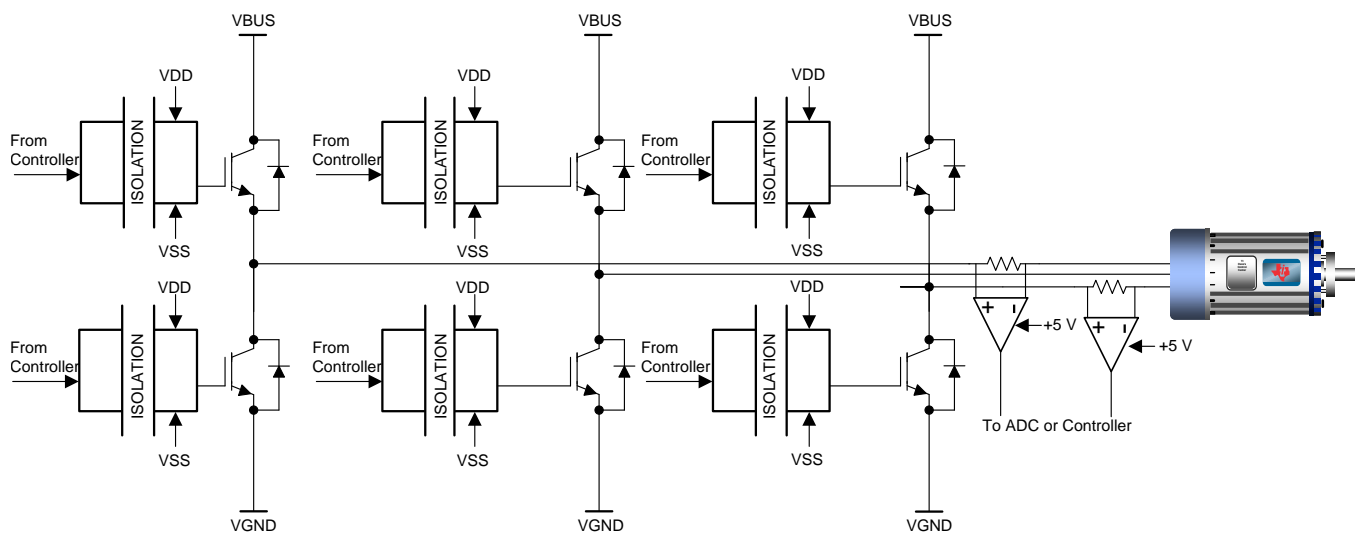 VBUS
VBUS
VBUS
VDD
VDD
VDD
From
Controller
ISOLATION
From
Controller
ISOLATION
From
Controller
ISOLATION
VSS
VSS
VSS
VDD
VDD
VDD
From
Controller
ISOLATION
From
Controller
ISOLATION
From
Controller
ISOLATION
+ -
+5 V
+ -
+5 V
VSS
VSS
VSS
To ADC or Controller
VGND
VGND
VGND